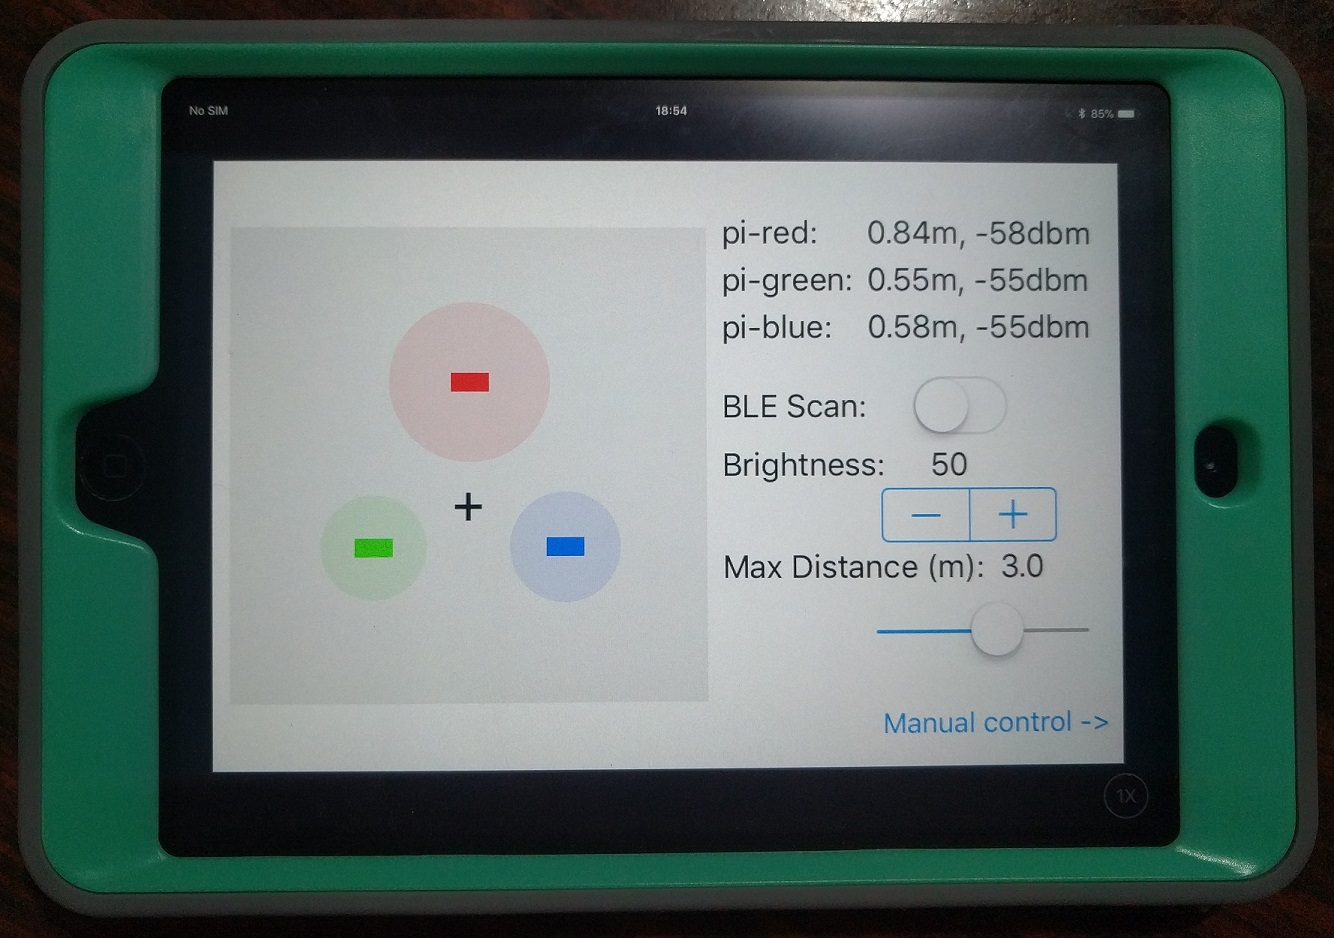 No SIM
18:54
85%
pi-red: 0.84m, -58dbm
pi-green: 0.55m, -55dbm
pi-blue: 0.58m, -55dbm
BLE Scan:
Brightness: 50
− +
Max Distance (m): 3.0
Manual control ->
1X